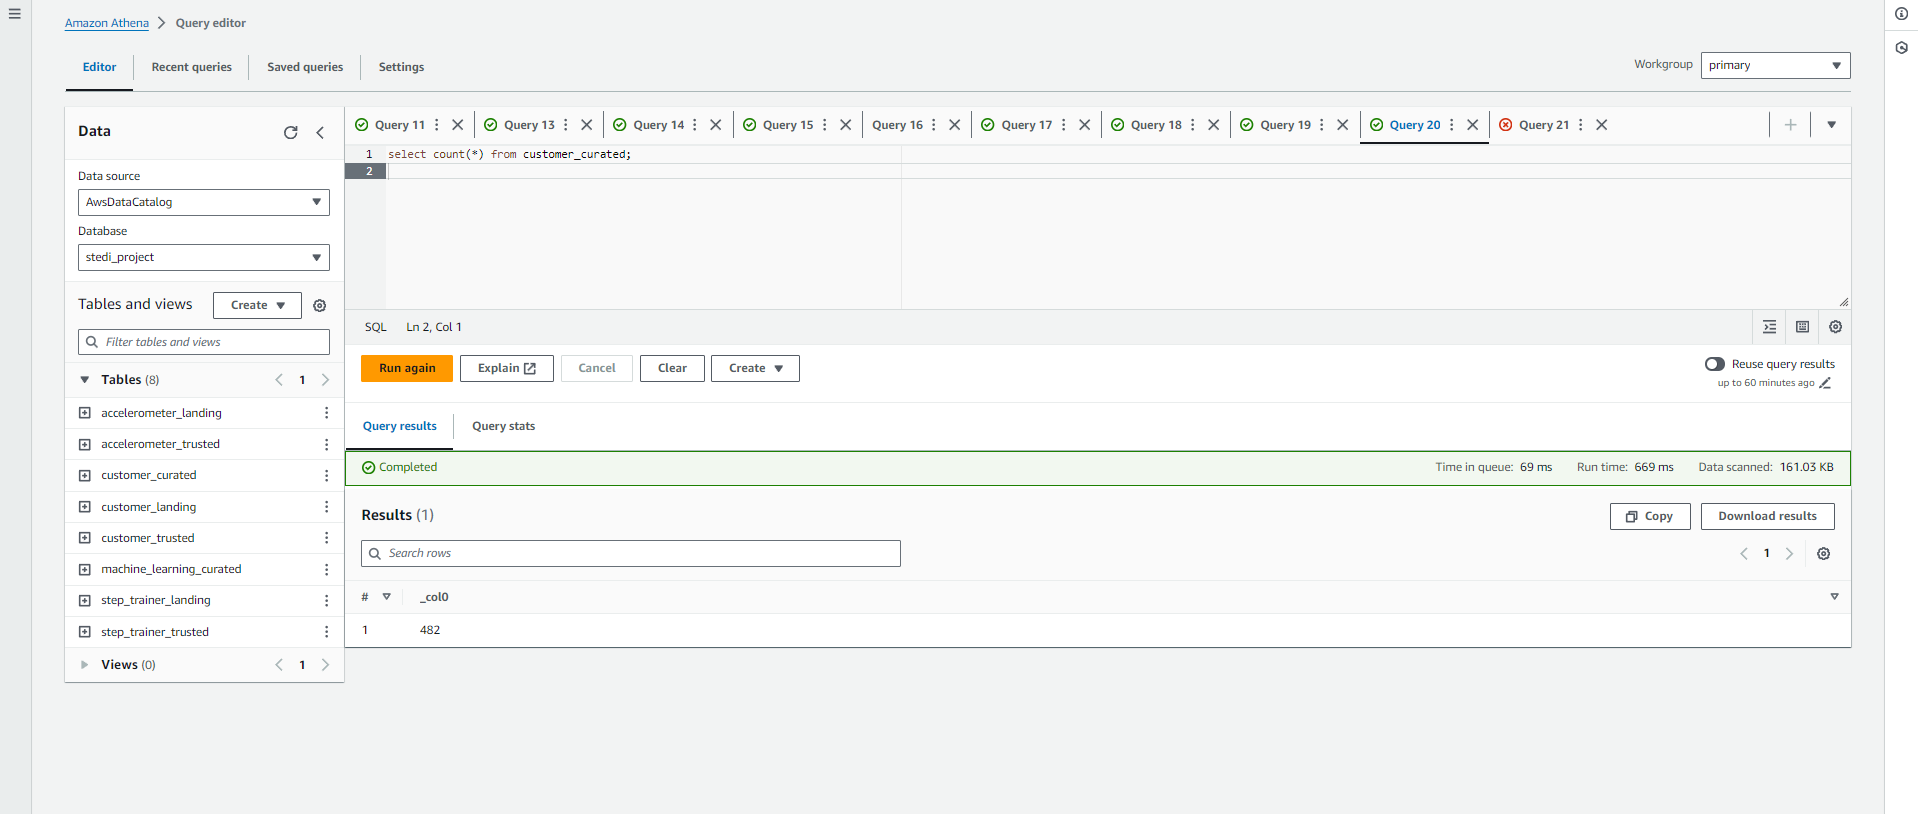 Amazon Athena > Query editor
Editor Recent queries Saved queries Settings
Workgroup primary
Data
Data source
AwsDataCatalog
Database
stedi_project
Tables and views Create
Filter tables and views
Tables (8) 1
accelerometer_landing
accelerometer_trusted
customer_curated
customer_landing
customer_trusted
machine_learning_curated
step_trainer_landing
step_trainer_trusted
Views (0) 1
Query 11 Query 13 Query 14 Query 15 Query 16 Query 17 Query 18 Query 19 Query 20 Query 21
1 select count(*) from customer_curated;
2
SQL Ln 2, Col 1
Run again Explain Cancel Clear Create
Reuse query results
up to 60 minutes ago
Query results Query stats
Completed Time in queue: 69 ms Run time: 669 ms Data scanned: 161.03 KB
Results (1) Copy Download results
Search rows 1
# _col0
1 482